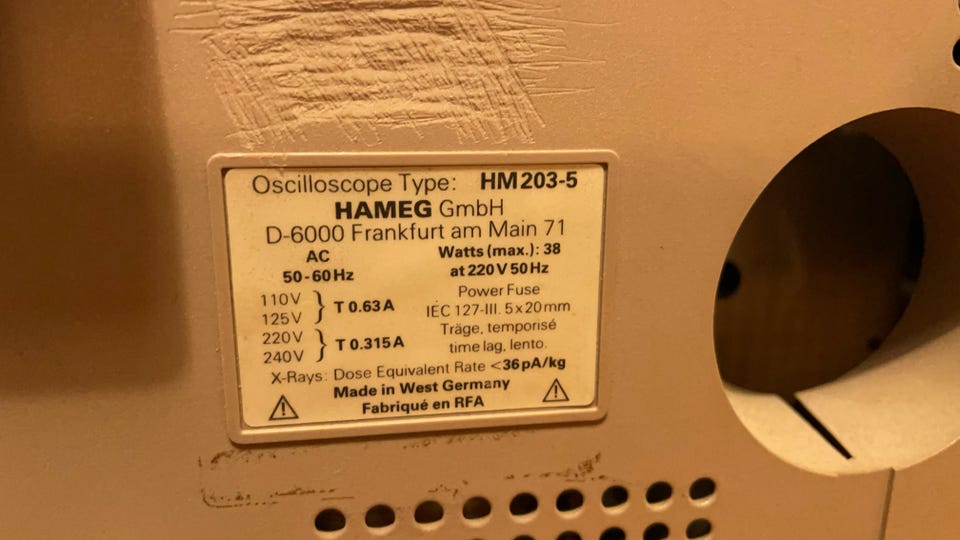 Oscilloscope Type: HM203-5
HAMEG GmbH
D-6000 Frankfurt am Main 71
AC
50-60Hz
Watts (max.): 38
at 220V 50Hz
110V
125V } T 0.63A
220V
240V } T 0.315A
Power Fuse
IEC 127-III. 5x20mm
Träge, temporisé
time lag, lento.
X-Rays: Dose Equivalent Rate <36pA/kg
Made in West Germany
Fabriqué en RFA